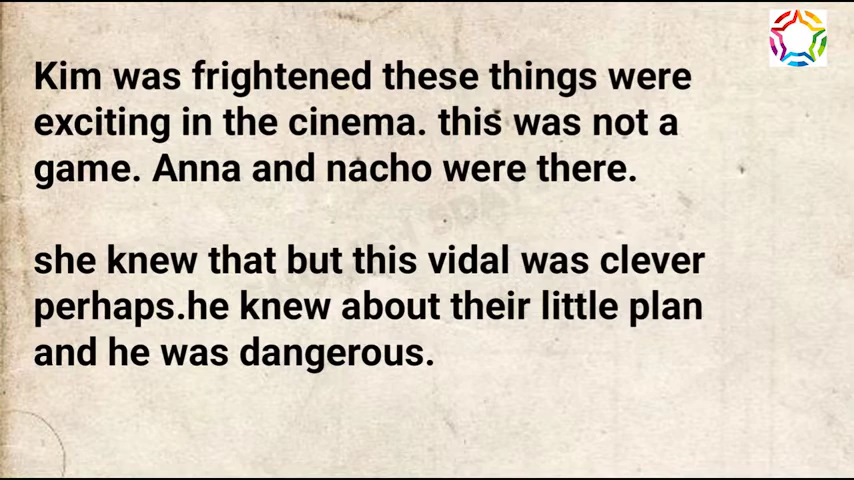 Kim was frightened these things were
exciting in the cinema. this was not a
game. Anna and nacho were there.
she knew that but this vidal was clever
perhaps.he knew about their little plan
and he was dangerous.